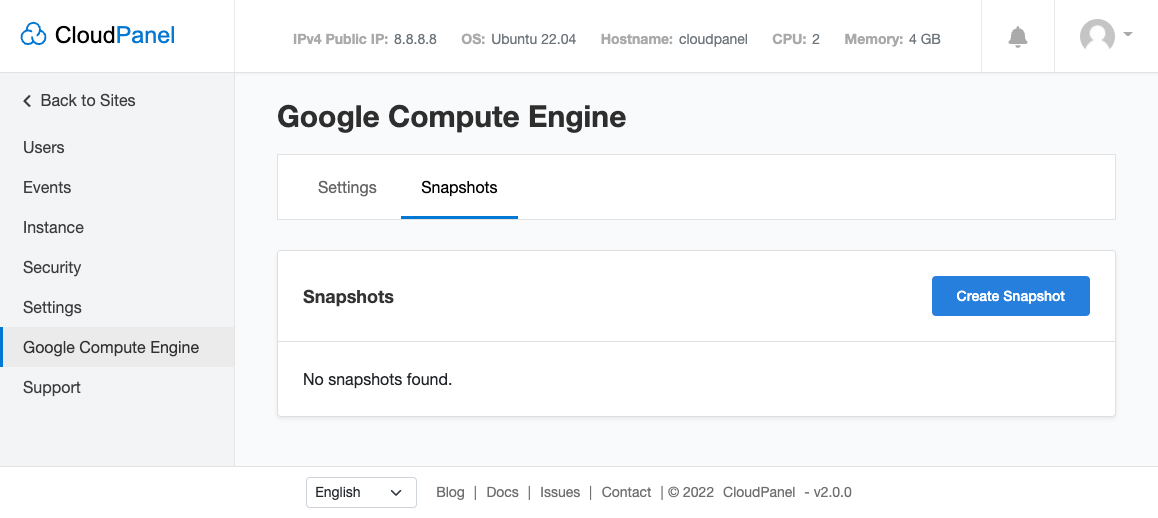 CloudPanel
IPv4 Public IP: 8.8.8.8 OS: Ubuntu 22.04 Hostname: cloudpanel CPU: 2 Memory: 4 GB
Back to Sites
Users
Events
Instance
Security
Settings
Google Compute Engine
Support
Google Compute Engine
Settings Snapshots
Snapshots Create Snapshot
No snapshots found.
English Blog | Docs | Issues | Contact | © 2022 CloudPanel - v2.0.0